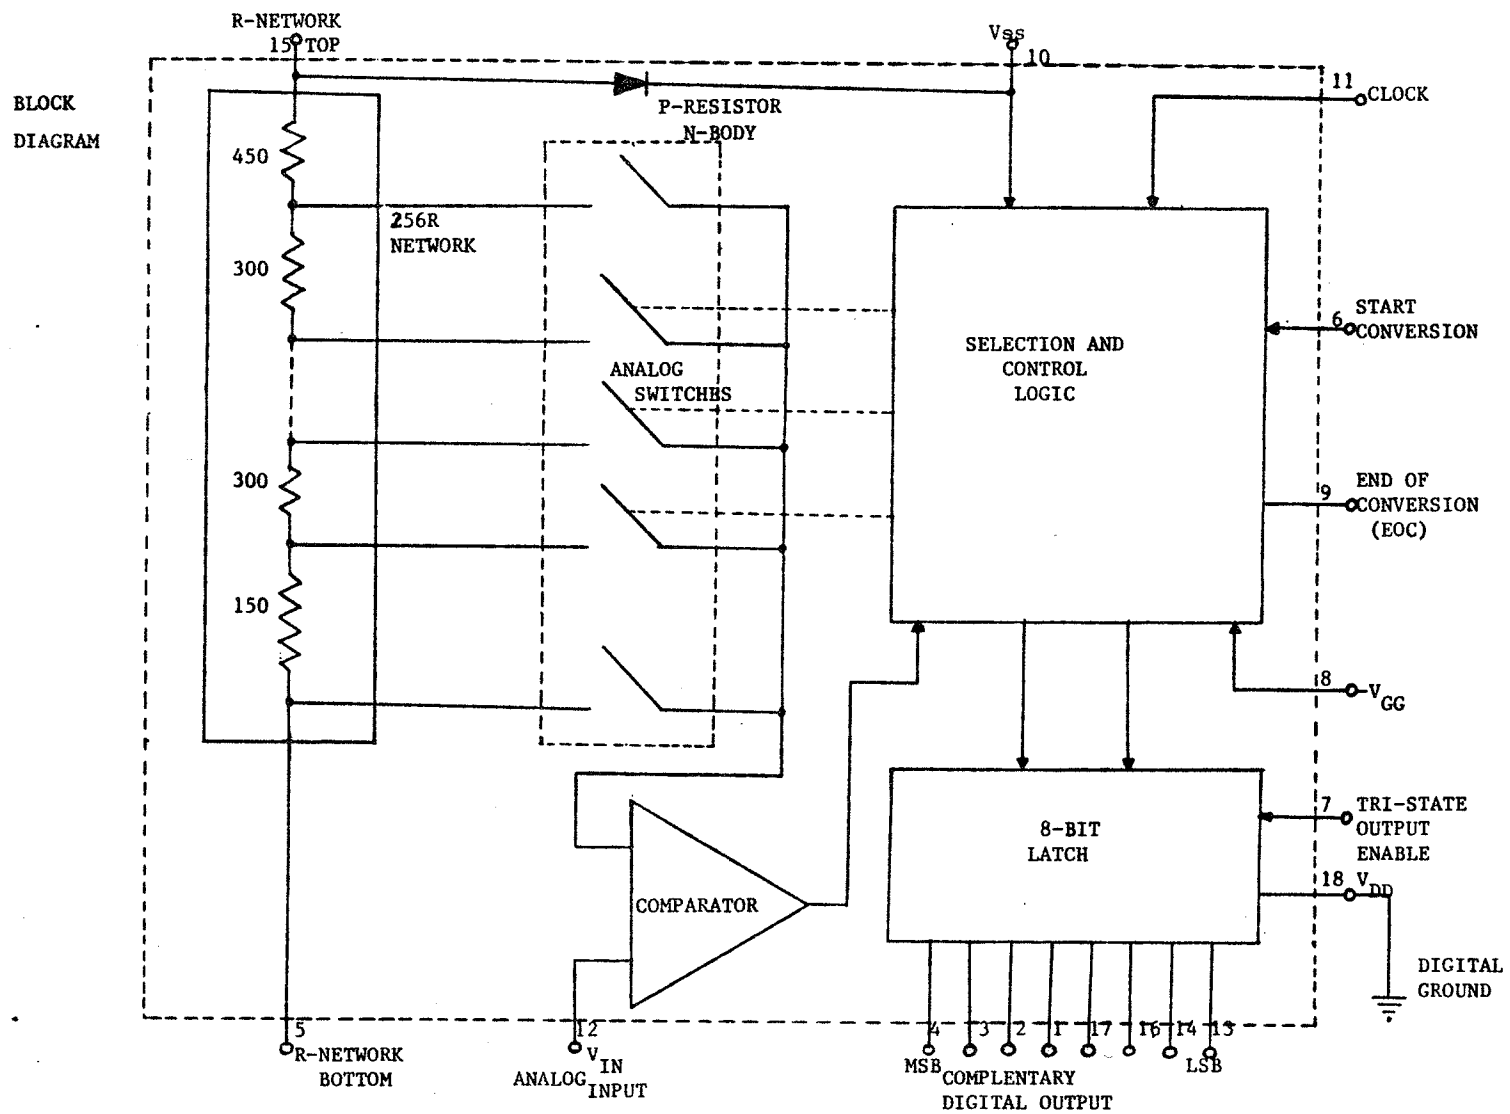 R-NETWORK
15 TOP
Vss
10
11
CLOCK
BLOCK
DIAGRAM
P-RESISTOR
N-BODY
450
256R
NETWORK
300
6
START
CONVERSION
SELECTION AND
CONTROL
LOGIC
ANALOG
SWITCHES
300
9
END OF
CONVERSION
(EOC)
150
8
-VGG
7
TRI-STATE
OUTPUT
ENABLE
8-BIT
LATCH
18
VDD
COMPARATOR
DIGITAL
GROUND
5
12
4 3 2 1 17 16 14 13
R-NETWORK
BOTTOM
VIN
ANALOG INPUT
MSB
LSB
COMPLENTARY
DIGITAL OUTPUT